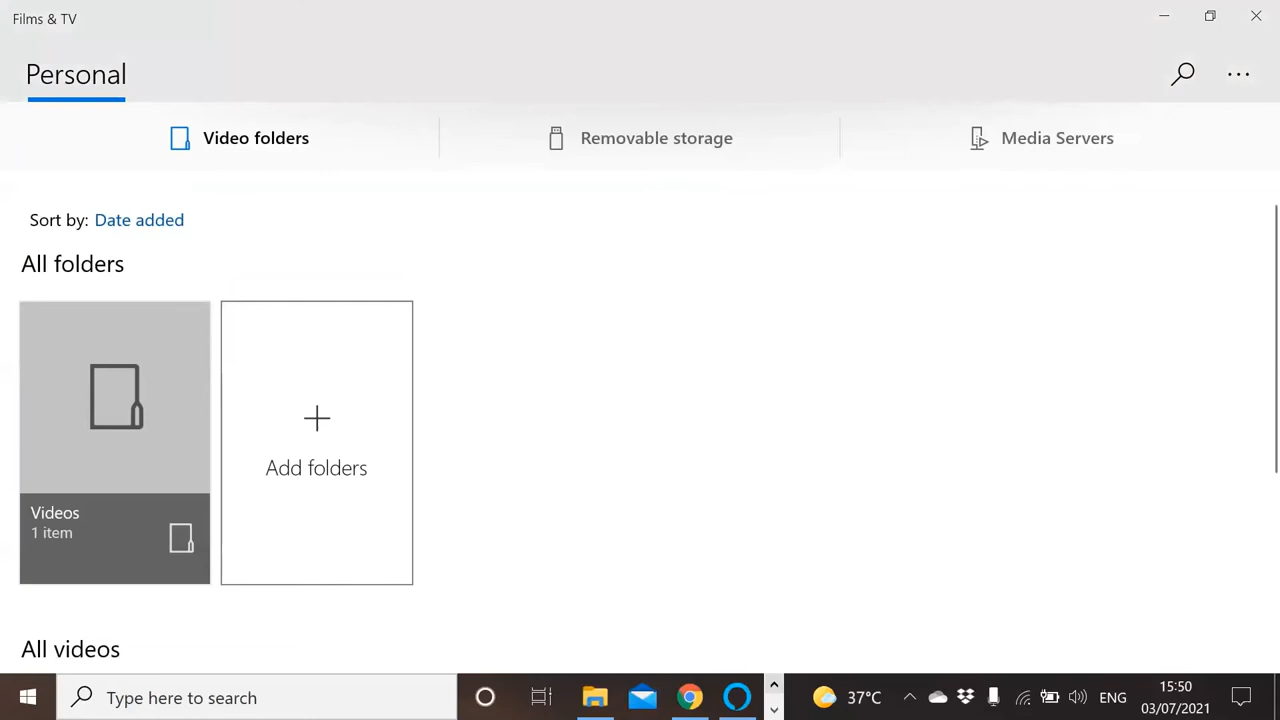 Films & TV
Personal
Video folders
Removable storage
Media Servers
Sort by: Date added
All folders
Add folders
Videos
1 item
All videos
Type here to search
37°C
ENG
15:50
03/07/2021